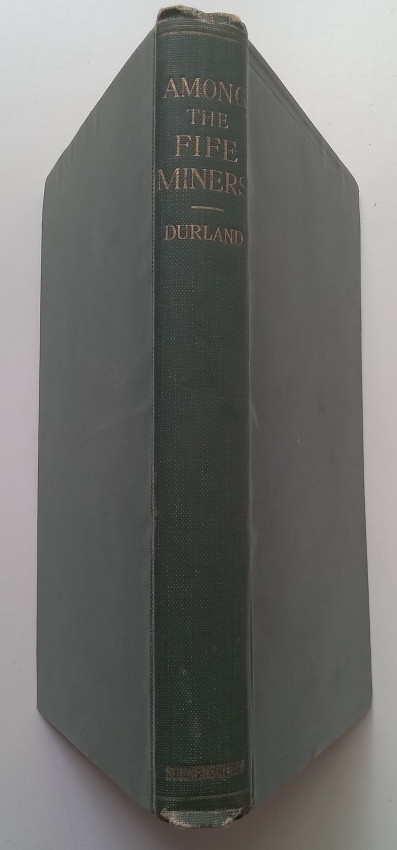 AMONG
THE
FIFE
MINERS
DURLAND
SONNENSCHEIN